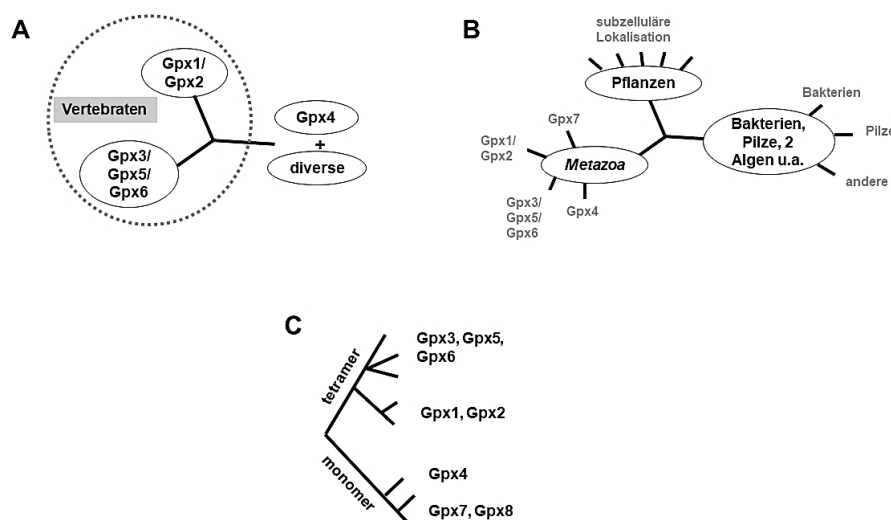 A
Gpx1/
Gpx2
Vertebraten
Gpx4
+
diverse
Gpx3/
Gpx5/
Gpx6
B
subzelluläre
Lokalisation
Pflanzen
Bakterien
Gpx7
Gpx1/
Gpx2
Bakterien,
Pilze, 2
Algen u.a.
Pilze
Metazoa
andere
Gpx3/
Gpx5/
Gpx6
Gpx4
C
tetramer
Gpx3, Gpx5,
Gpx6
Gpx1, Gpx2
monomer
Gpx4
Gpx7, Gpx8